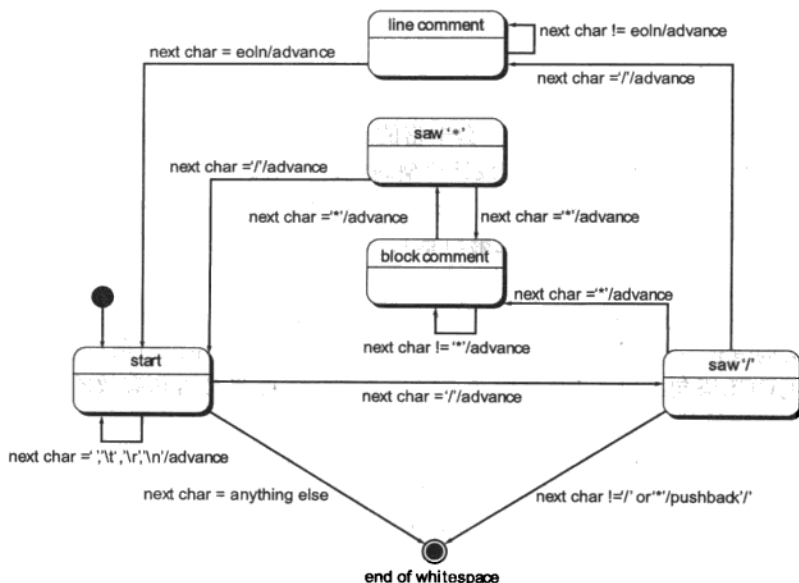 line comment
next char != eoln/advance
next char = eoln/advance
next char ='/'/advance
saw '*'
next char ='/'/advance
next char ='*'/advance
next char ='*'/advance
block comment
next char ='*'/advance
next char != '*'/advance
start
saw '/'
next char ='/'/advance
next char =' ','\t' ,'\r','\n'/advance
next char = anything else
next char !='/' or'*'/pushback'/'
end of whitespace